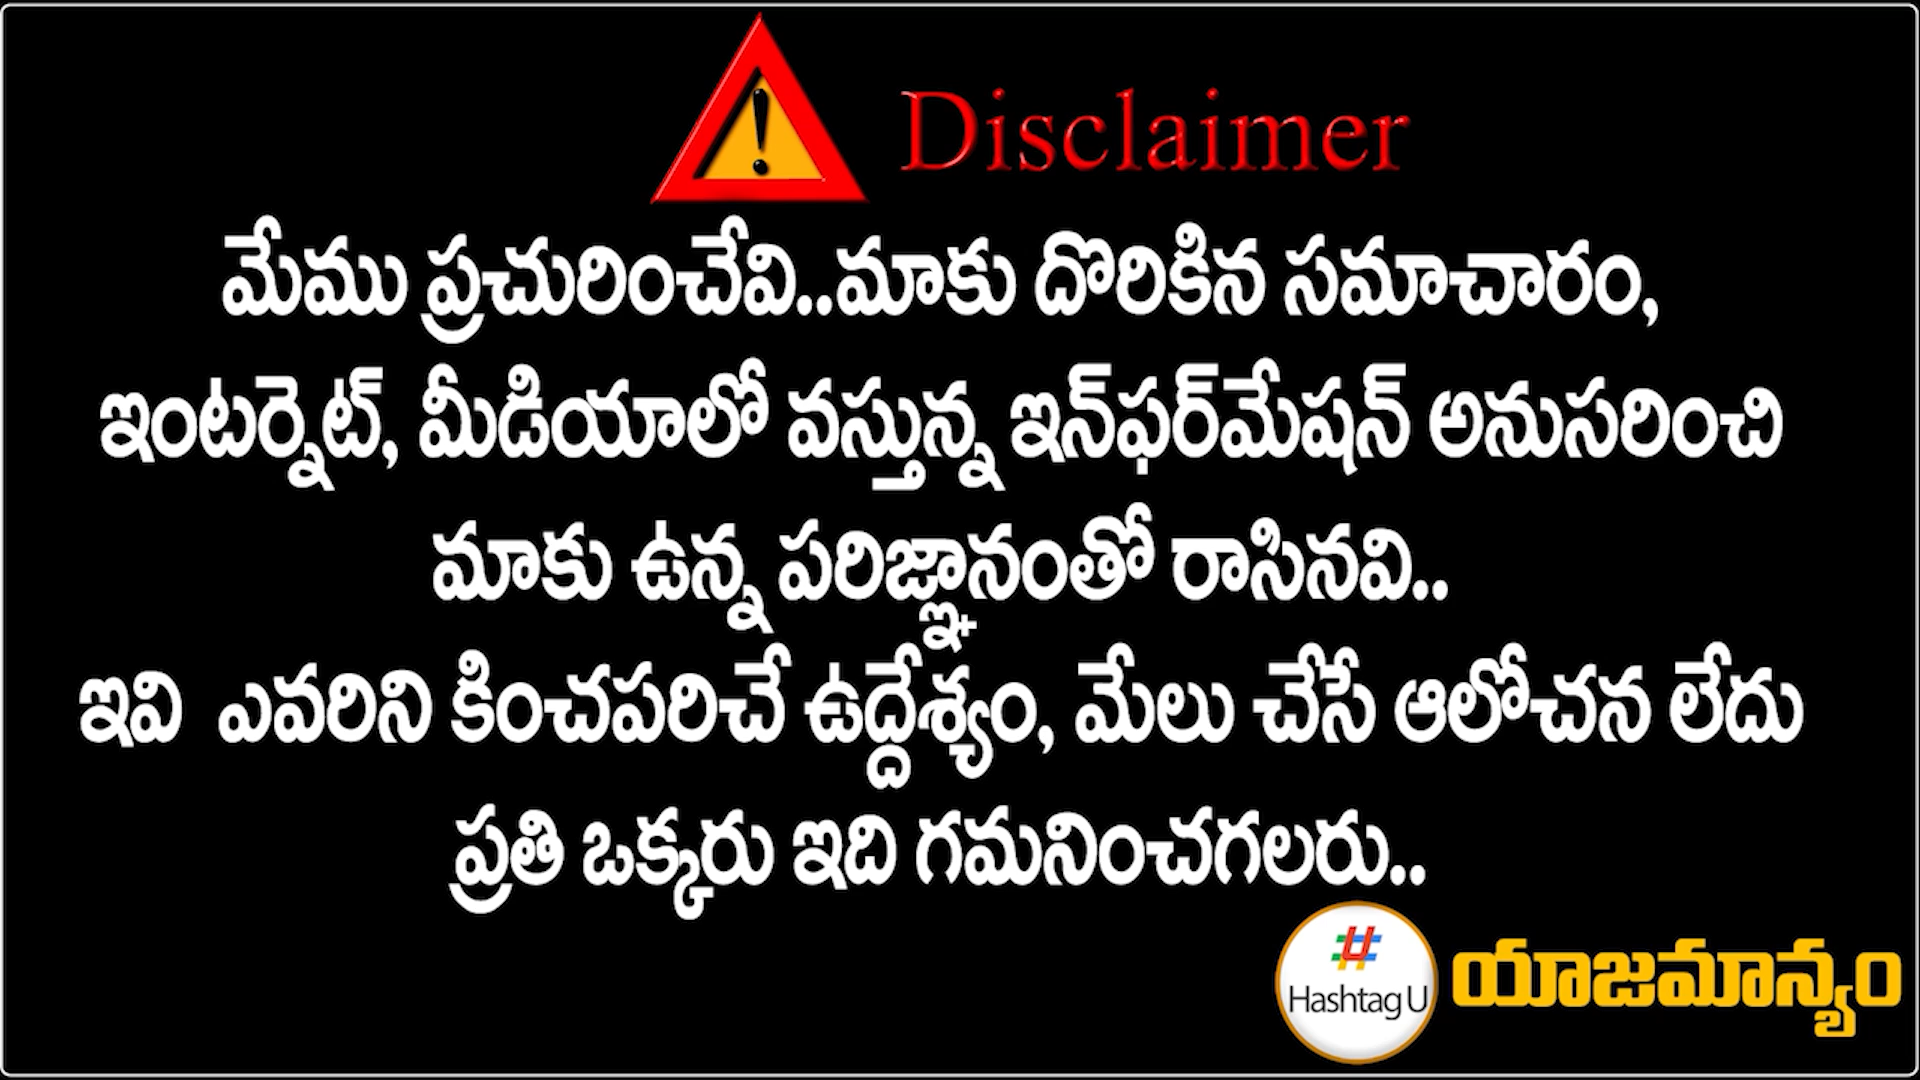 Disclaimer
మేము ప్రచురించేవి..మాకు దొరికిన సమాచారం,
ఇంటర్నెట్, మీడియాలో వస్తున్న ఇన్‌ఫర్‌మేషన్ అనుసరించి
మాకు ఉన్న పరిజ్ఞానంతో రాసినవి..
ఇవి ఎవరిని కించపరిచే ఉద్దేశ్యం, మేలు చేసే ఆలోచన లేదు
ప్రతి ఒక్కరు ఇది గమనించగలరు..
Hashtag U యాజమాన్యం